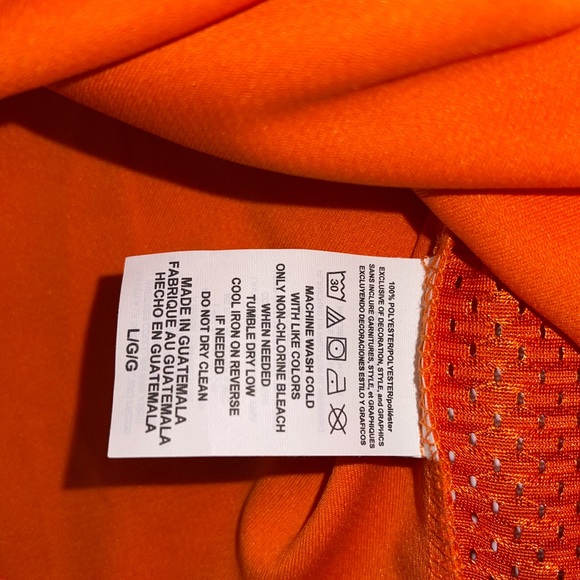 100% POLYESTER/POLYESTER/poliéster
EXCLUSIVE OF DECORATION, STYLE, and GRAPHICS
SANS INCLURE GARNITURES, STYLE, et GRAPHIQUES
EXCLUYENDO DECORACIONES ESTILO Y GRAFICOS
30
MACHINE WASH COLD
WITH LIKE COLORS
ONLY NON-CHLORINE BLEACH
WHEN NEEDED
TUMBLE DRY LOW
COOL IRON ON REVERSE
IF NEEDED
DO NOT DRY CLEAN
MADE IN GUATEMALA
FABRIQUE AU GUATEMALA
HECHO EN GUATEMALA
L/G/G